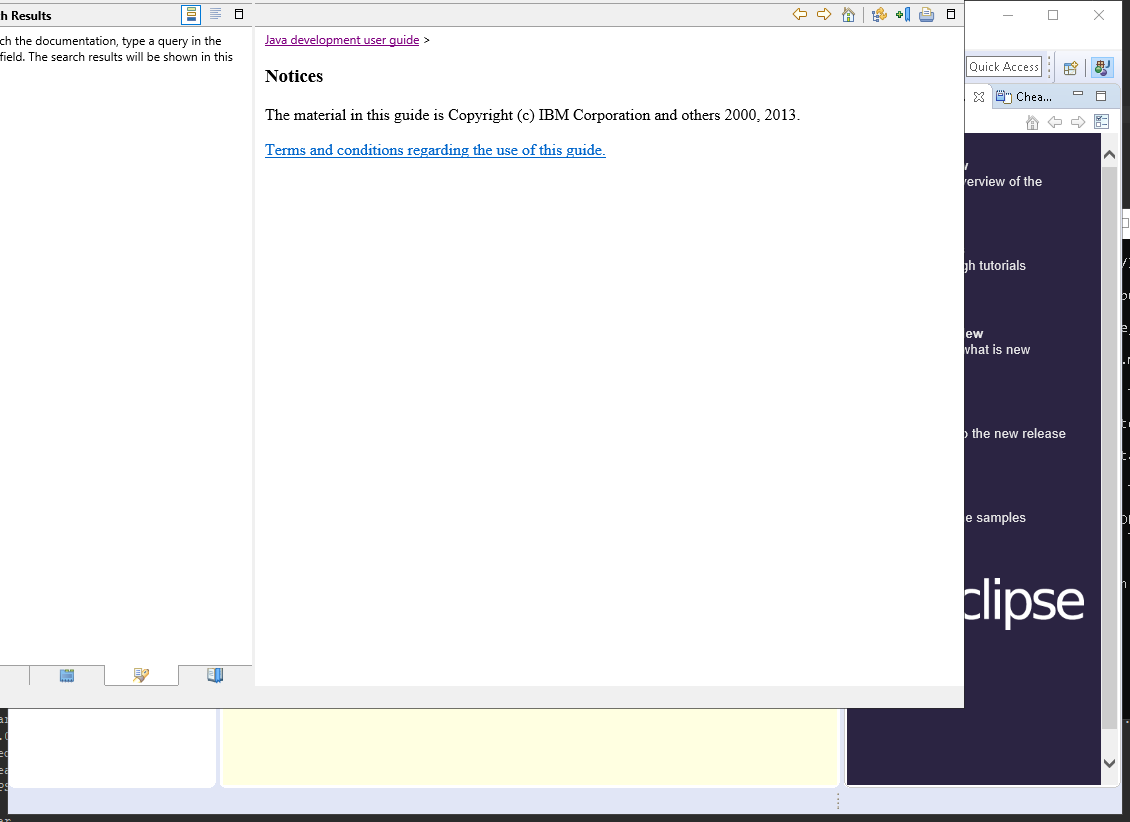 h Results
ch the documentation, type a query in the
field. The search results will be shown in this
Java development user guide >
Notices
The material in this guide is Copyright (c) IBM Corporation and others 2000, 2013.
Terms and conditions regarding the use of this guide.
Quick Access
Chea...
erview of the
gh tutorials
ew
what is new
o the new release
e samples
clipse